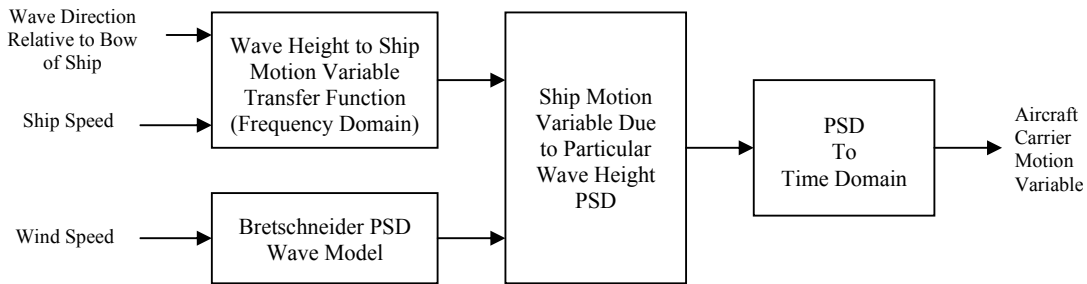 Wave Direction
Relative to Bow
of Ship
Ship Speed
Wind Speed
Wave Height to Ship
Motion Variable
Transfer Function
(Frequency Domain)
Bretschneider PSD
Wave Model
Ship Motion
Variable Due
to Particular
Wave Height
PSD
PSD
To
Time Domain
Aircraft
Carrier
Motion
Variable